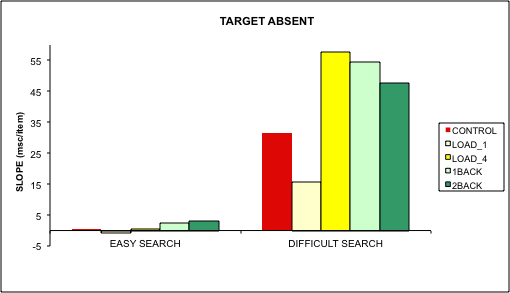 TARGET ABSENT
SLOPE (msc/item)
55
45
35
25
15
5
-5
EASY SEARCH
DIFFICULT SEARCH
CONTROL
LOAD_1
LOAD_4
1BACK
2BACK